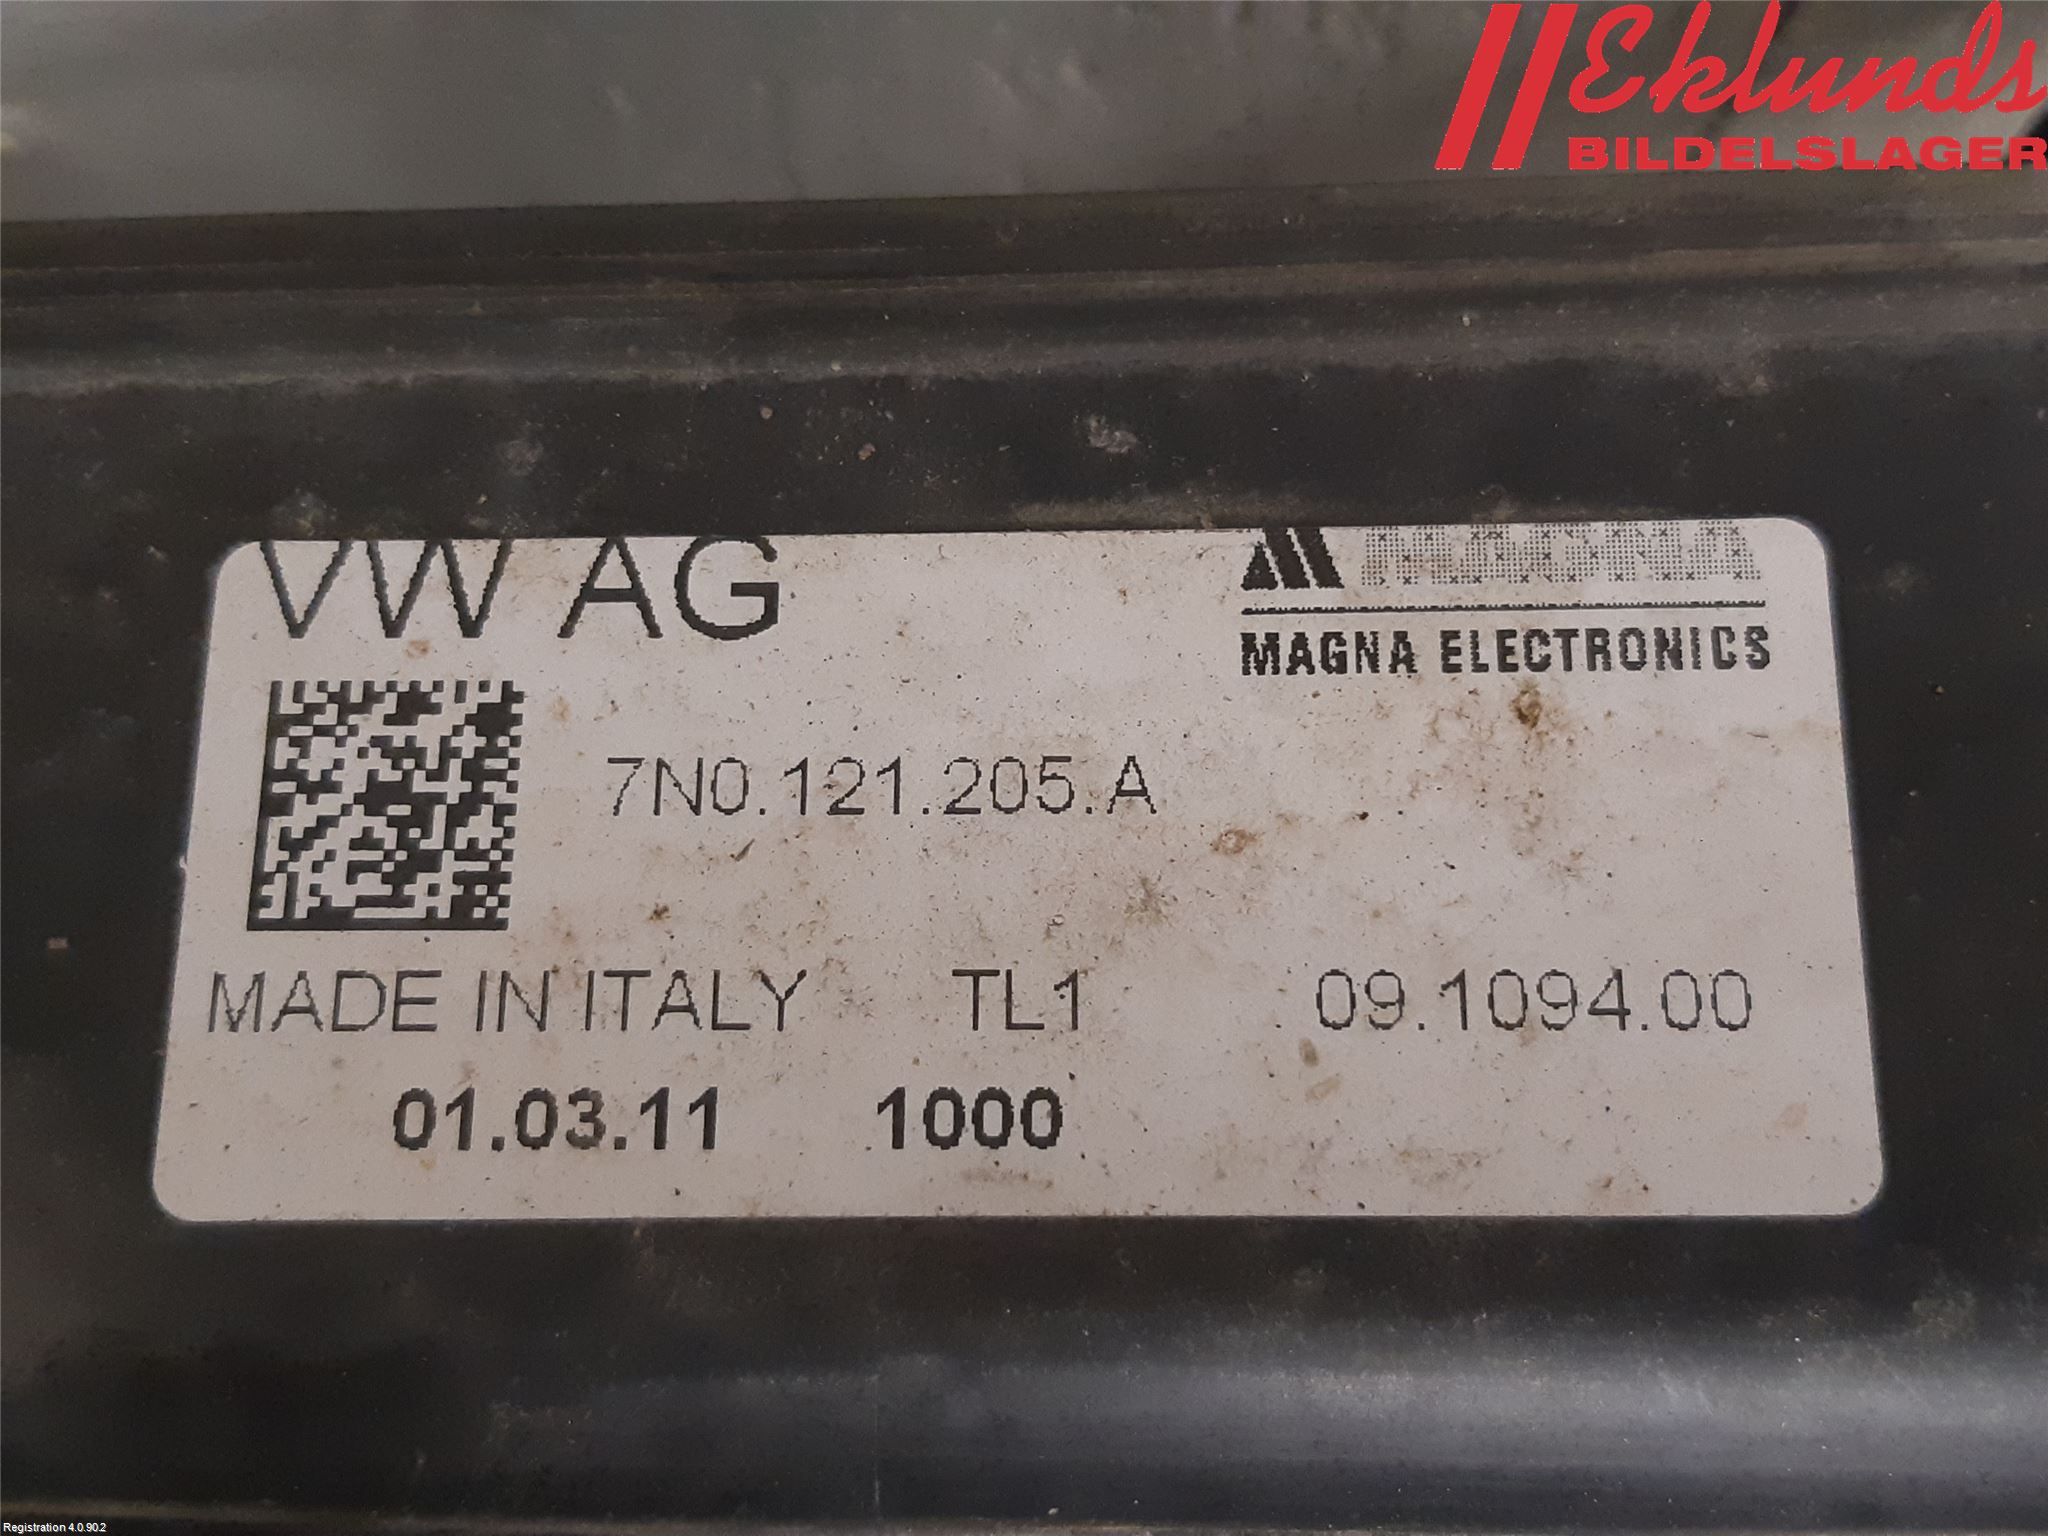 Eklunds
BILDELSLAGER
VW AG
MAGNA
MAGNA ELECTRONICS
7N0.121.205.A
MADE IN ITALY TL1 09.1094.00
01.03.11 1000
Registration 4.0.90.2